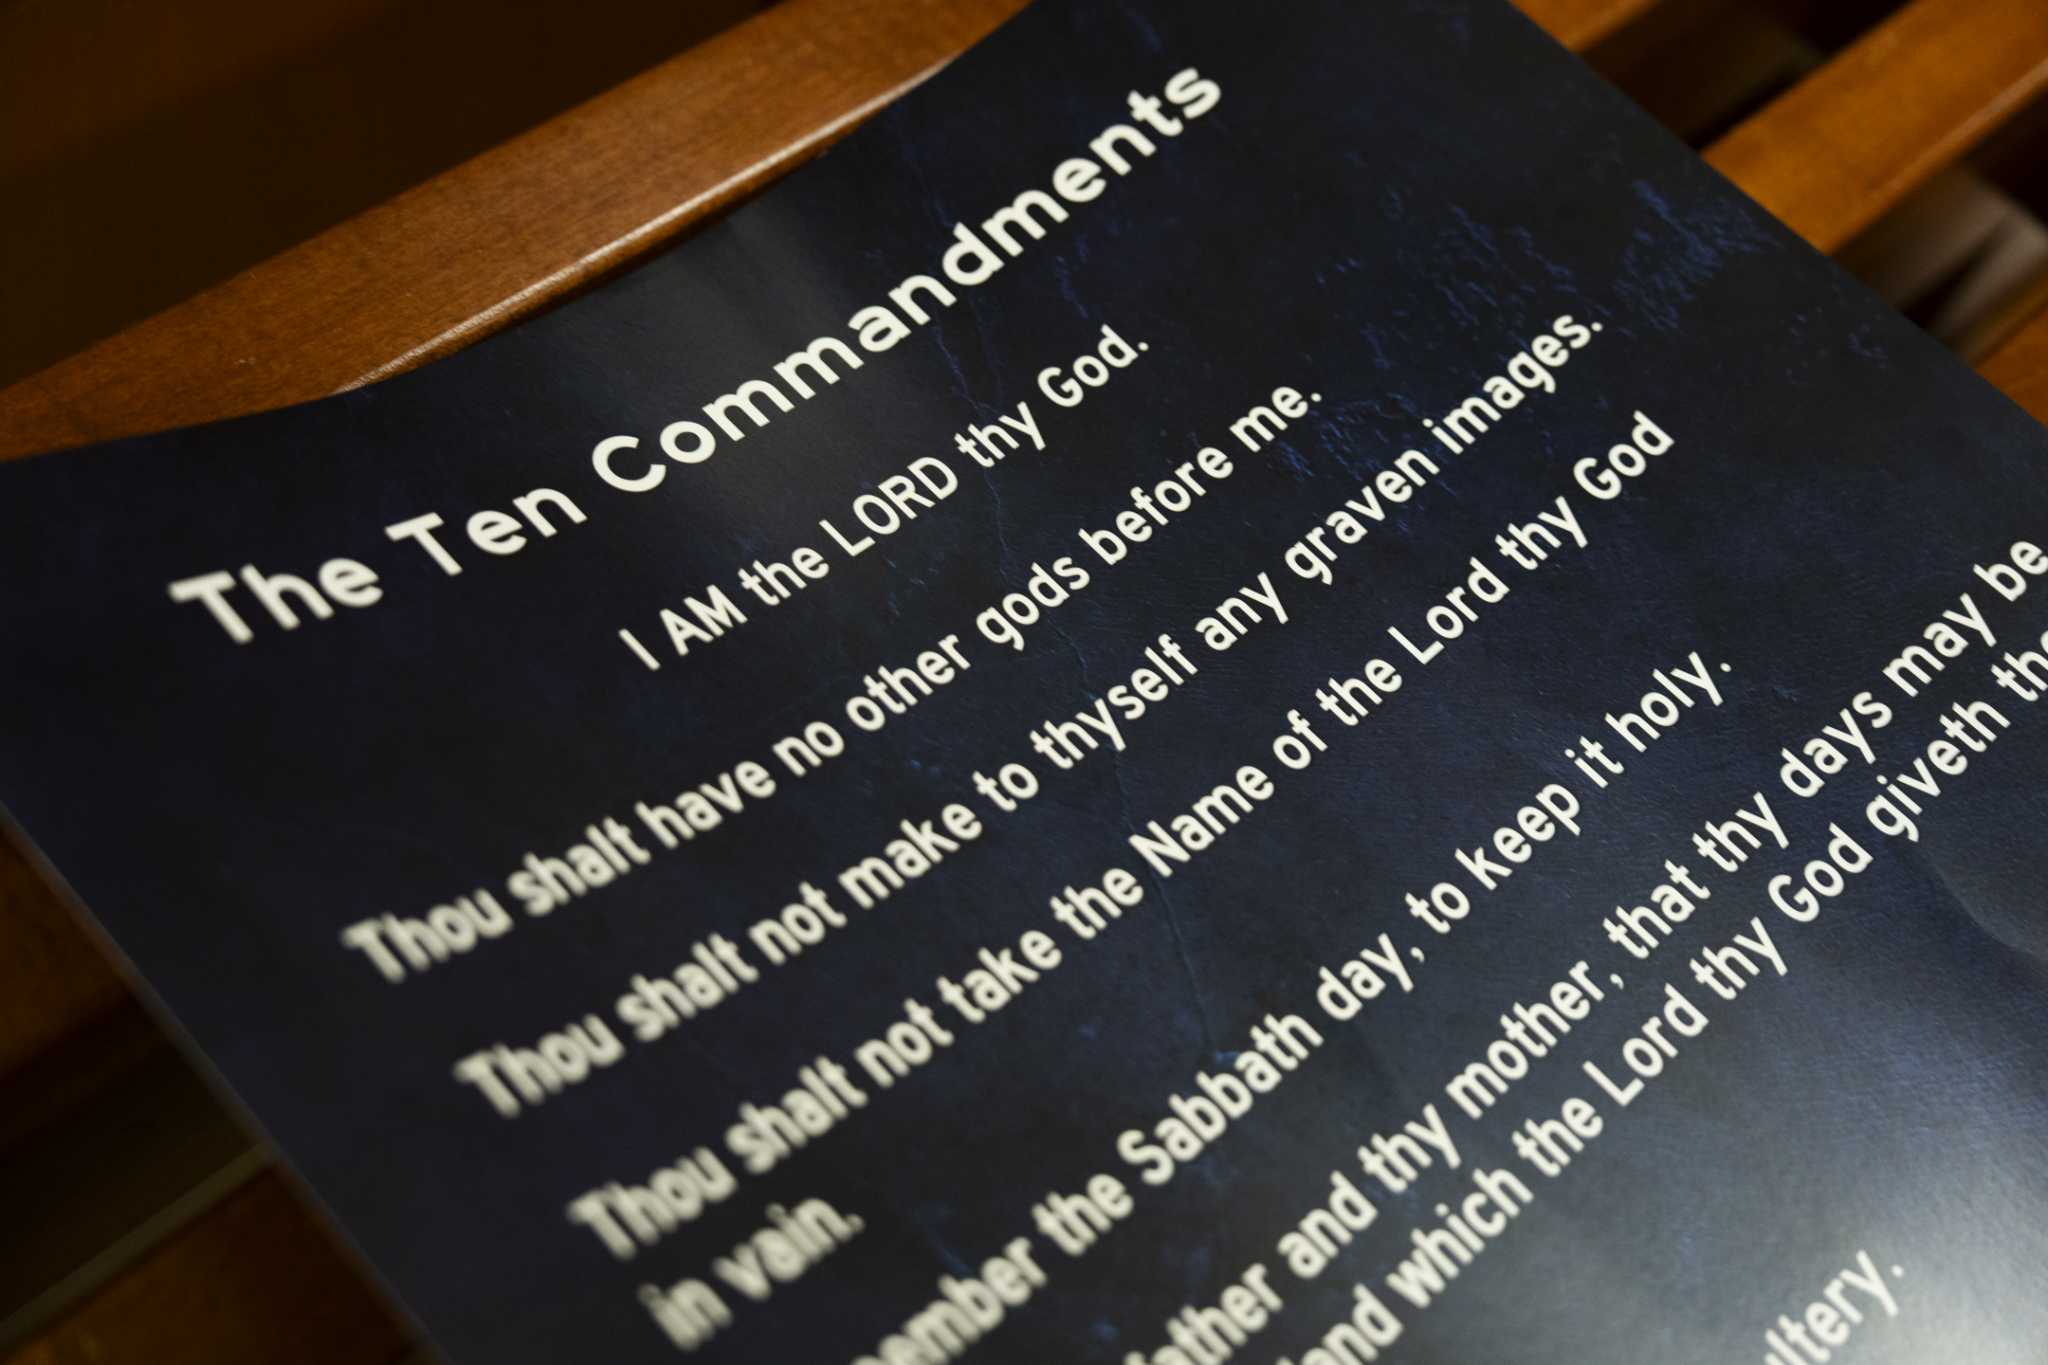 The Ten Commandments
I AM the LORD thy God.
Thou shalt have no other gods before me.
Thou shalt not make to thyself any graven images.
Thou shalt not take the Name of the Lord thy God
in vain.
the Sabbath day, to keep it holy.
father and thy mother, that thy days may be
land which the Lord thy God giveth